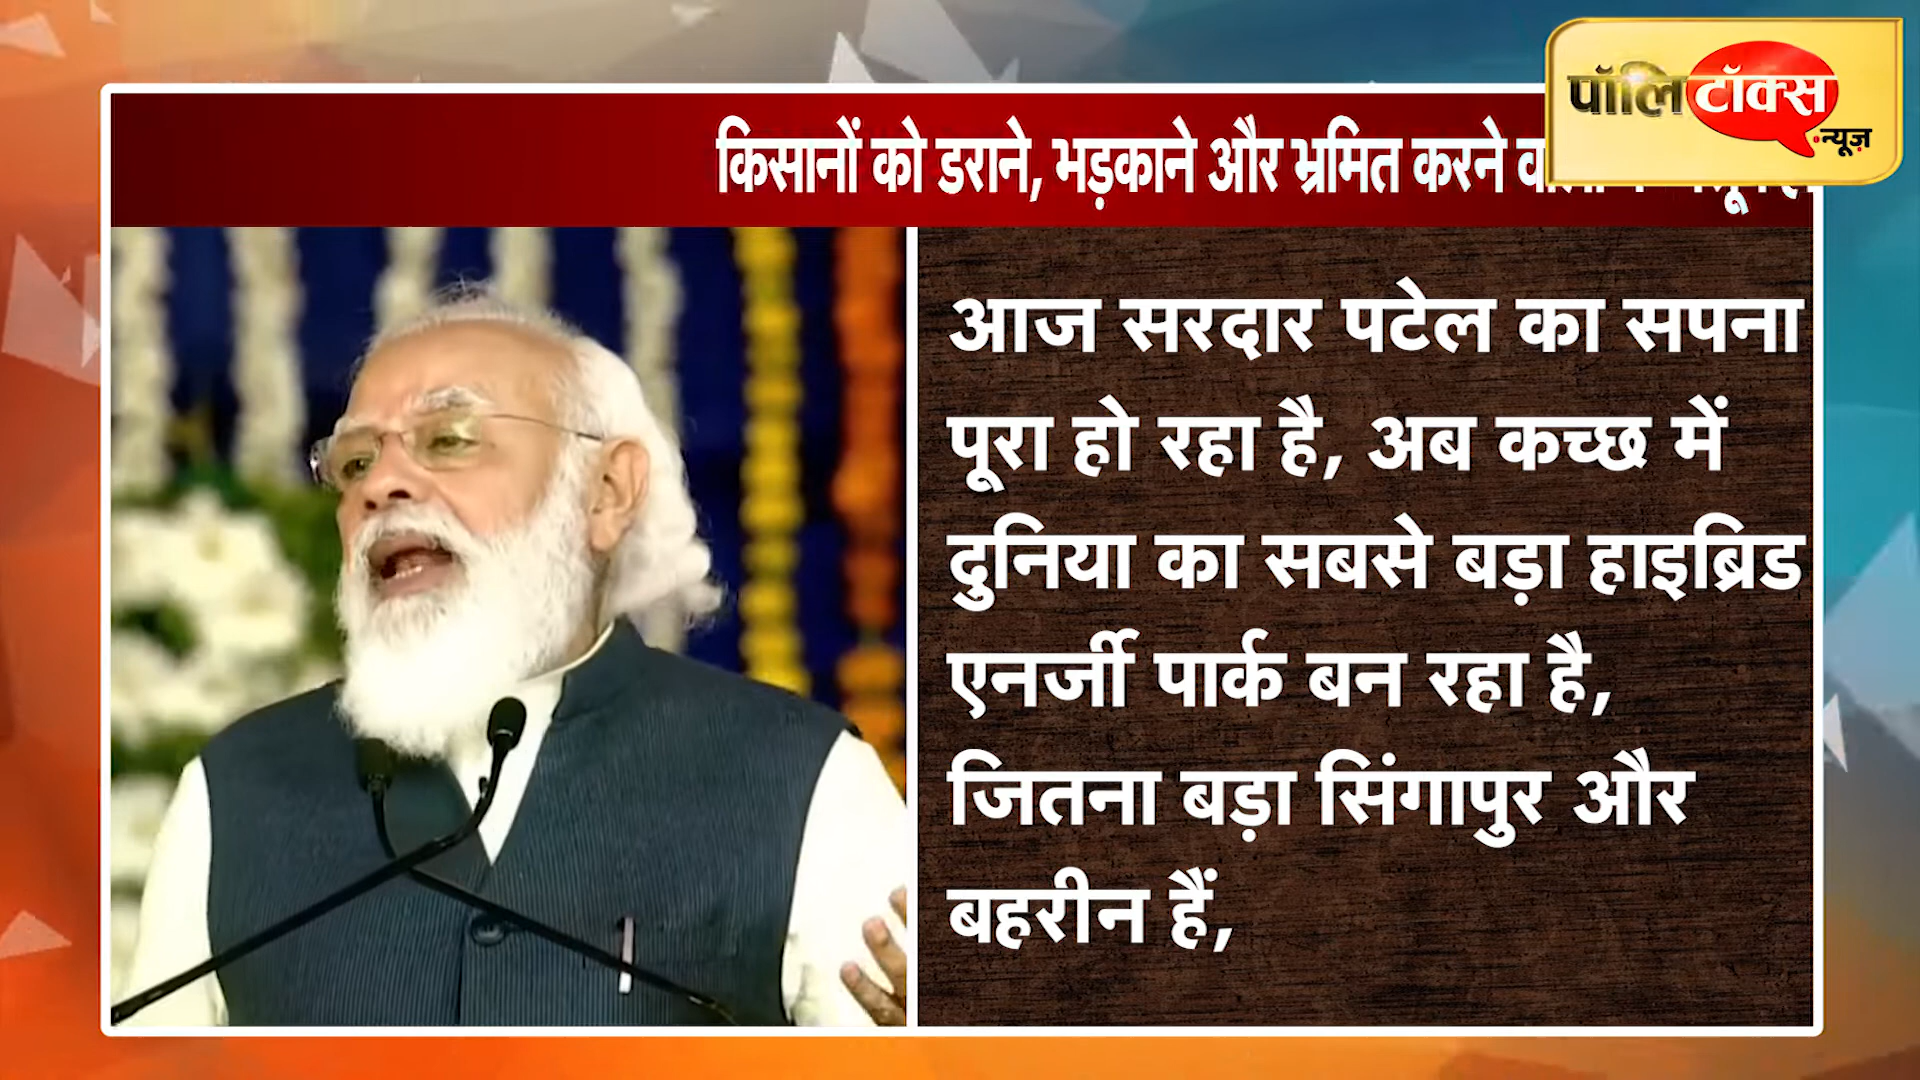 पॉलिटॉक्स
न्यूज़
किसानों को डराने, भड़काने और भ्रमित करने
आज सरदार पटेल का सपना
पूरा हो रहा है, अब कच्छ में
दुनिया का सबसे बड़ा हाइब्रिड
एनर्जी पार्क बन रहा है,
जितना बड़ा सिंगापुर और
बहरीन हैं,